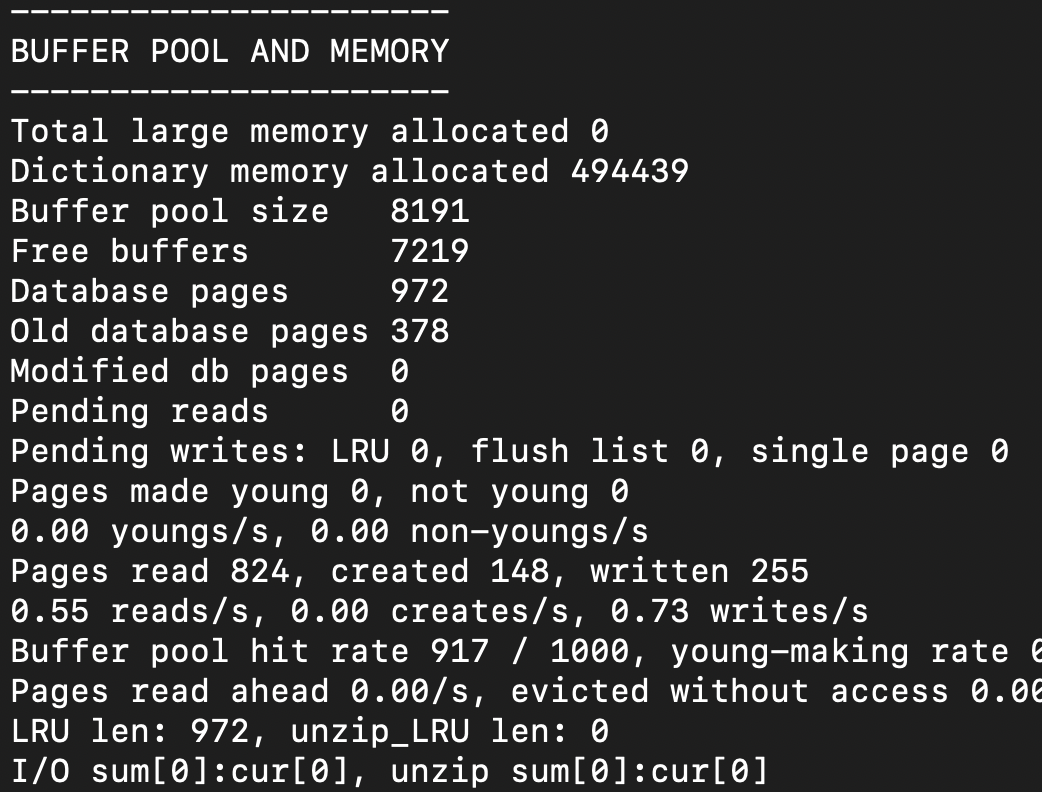 ----------------------
BUFFER POOL AND MEMORY
----------------------
Total large memory allocated 0
Dictionary memory allocated 494439
Buffer pool size   8191
Free buffers       7219
Database pages     972
Old database pages 378
Modified db pages  0
Pending reads      0
Pending writes: LRU 0, flush list 0, single page 0
Pages made young 0, not young 0
0.00 youngs/s, 0.00 non-youngs/s
Pages read 824, created 148, written 255
0.55 reads/s, 0.00 creates/s, 0.73 writes/s
Buffer pool hit rate 917 / 1000, young-making rate 0
Pages read ahead 0.00/s, evicted without access 0.00
LRU len: 972, unzip_LRU len: 0
I/O sum[0]:cur[0], unzip sum[0]:cur[0]